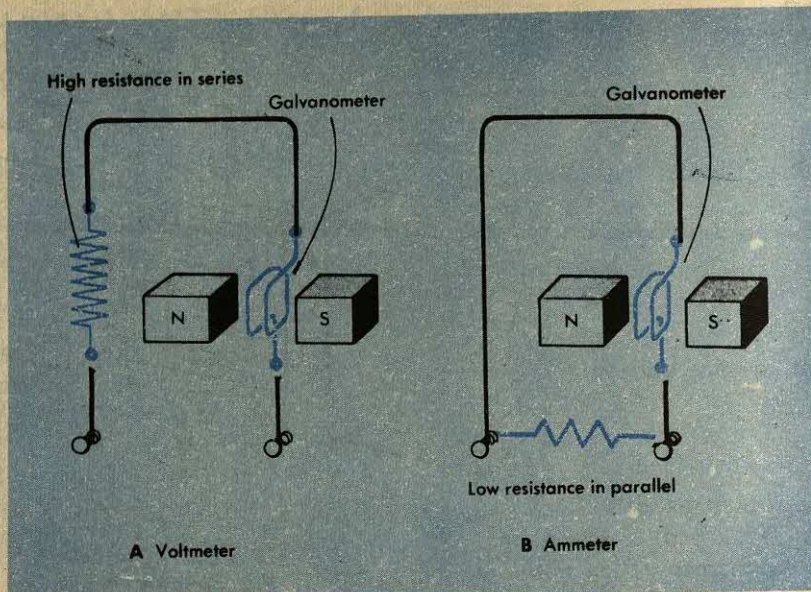 High resistance in series
Galvanometer
N
S
A Voltmeter
Galvanometer
N
S
Low resistance in parallel
B Ammeter